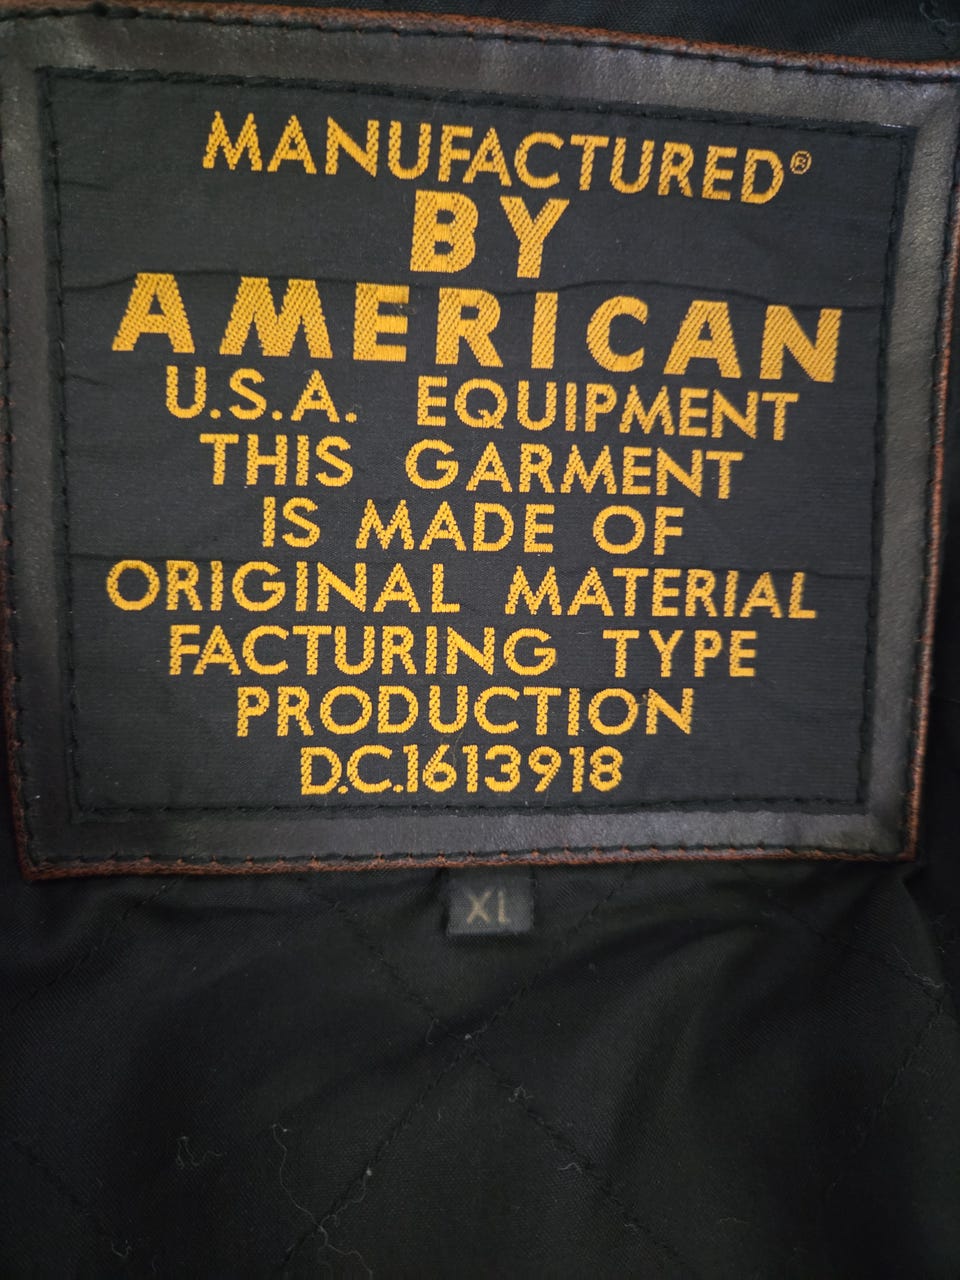 MANUFACTURED®
BY
AMERICAN
U.S.A. EQUIPMENT
THIS GARMENT
IS MADE OF
ORIGINAL MATERIAL
FACTURING TYPE
PRODUCTION
D.C.1613918
XL